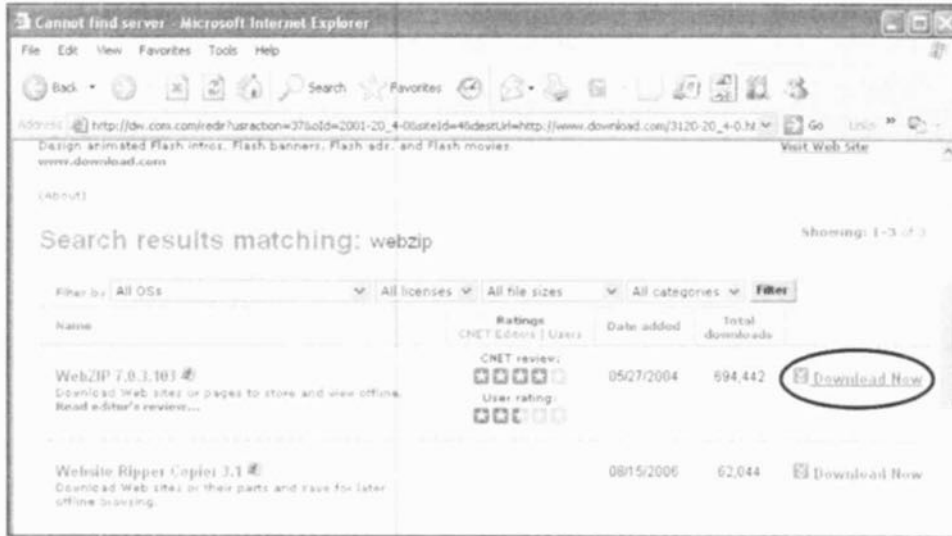 Cannot find server - Microsoft Internet Explorer
File Edit View Favorites Tools Help
Back Search Favorites
Address http://dw.com.com/redir?usraction=37&oId=2001-20_4-0&siteId=4&destUrl=http://www.download.com/3120-20_4-0.ht Go Links »
Design animated Flash intros, Flash banners, Flash ads, and Flash movies. Visit Web Site
www.download.com
(About)
Search results matching: webzip Showing: 1-3 of 3
Filter by All OSs All licenses All file sizes All categories Filter
Name Ratings Date added Total downloads
CNET Editors | Users
CNET review:
WebZIP 7.0.3.103 05/27/2004 694,442 Download Now
Download Web sites or pages to store and view offline.
Read editor's review...
User rating:
Website Ripper Copier 3.1 08/15/2006 62,044 Download Now
Download Web sites or their parts and save for later
offline browsing.